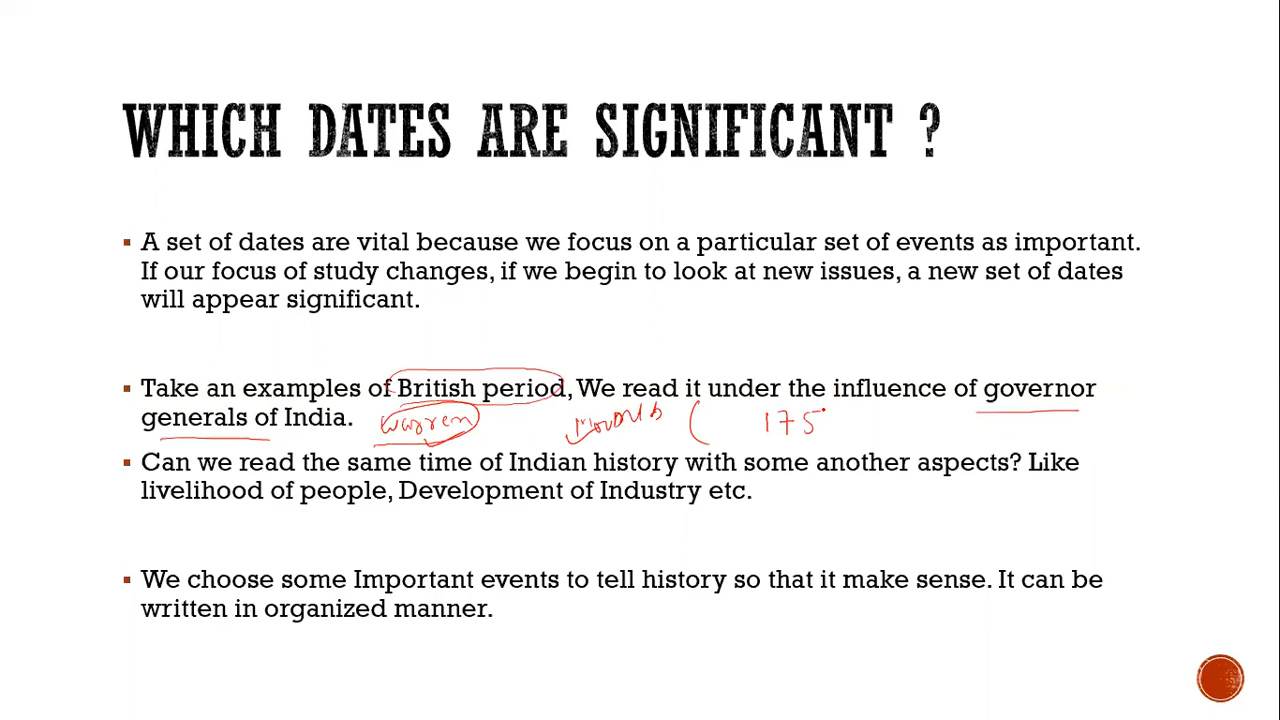 WHICH DATES ARE SIGNIFICANT ?
▪ A set of dates are vital because we focus on a particular set of events as important.
If our focus of study changes, if we begin to look at new issues, a new set of dates
will appear significant.
▪ Take an examples of British period, We read it under the influence of governor
generals of India. Warren ( 175
▪ Can we read the same time of Indian history with some another aspects? Like
livelihood of people, Development of Industry etc.
▪ We choose some Important events to tell history so that it make sense. It can be
written in organized manner.